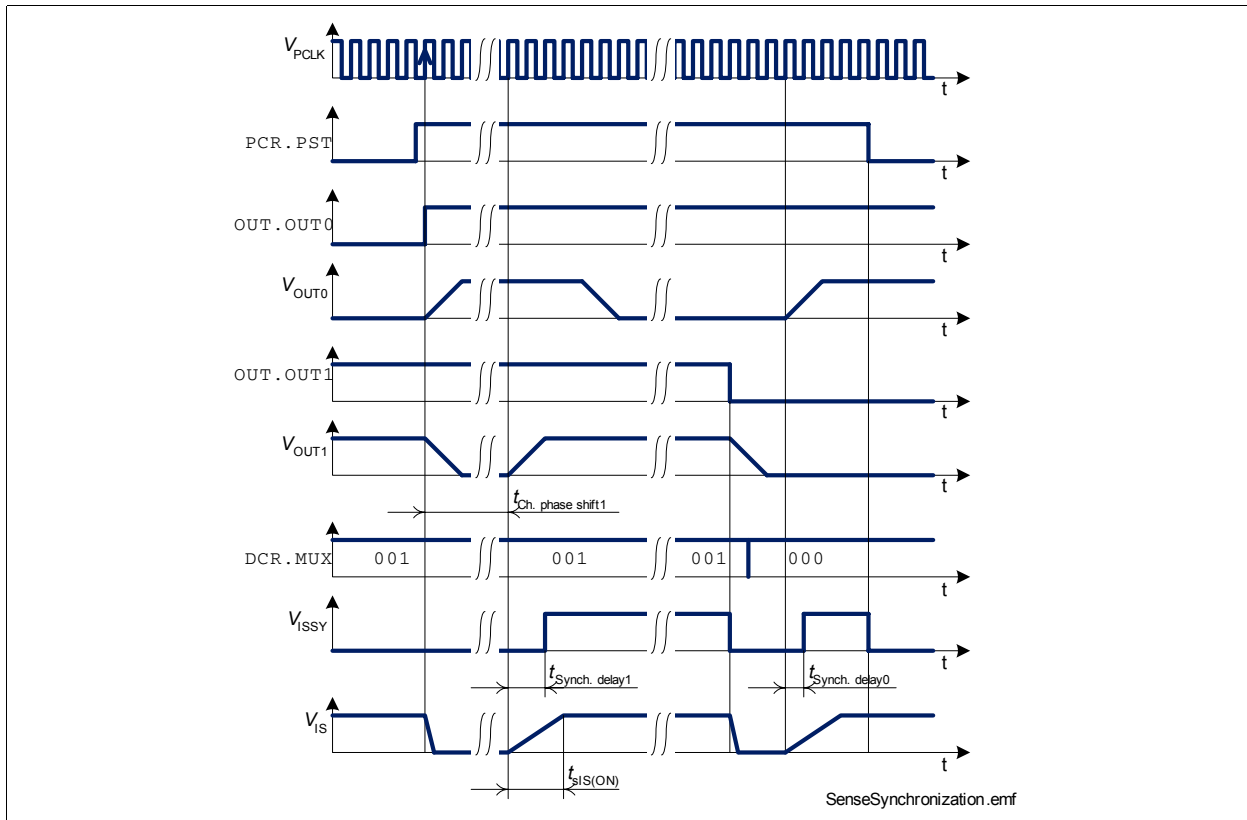 VPCLK
t
PCR.PST
t
OUT.OUT0
t
VOUT0
t
OUT.OUT1
t
VOUT1
t
tCh. phase shift1
DCR.MUX
001
001
001
000
t
VISSY
t
tSynch. delay1
tSynch. delay0
VIS
t
tsIS(ON)
SenseSynchronization.emf